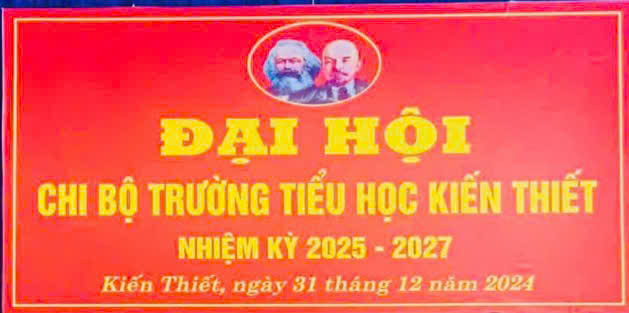 ĐẠI HỘI
CHI BỘ TRƯỜNG TIỂU HỌC KIẾN THIẾT
NHIỆM KỲ 2025 - 2027
Kiến Thiết, ngày 31 tháng 12 năm 2024